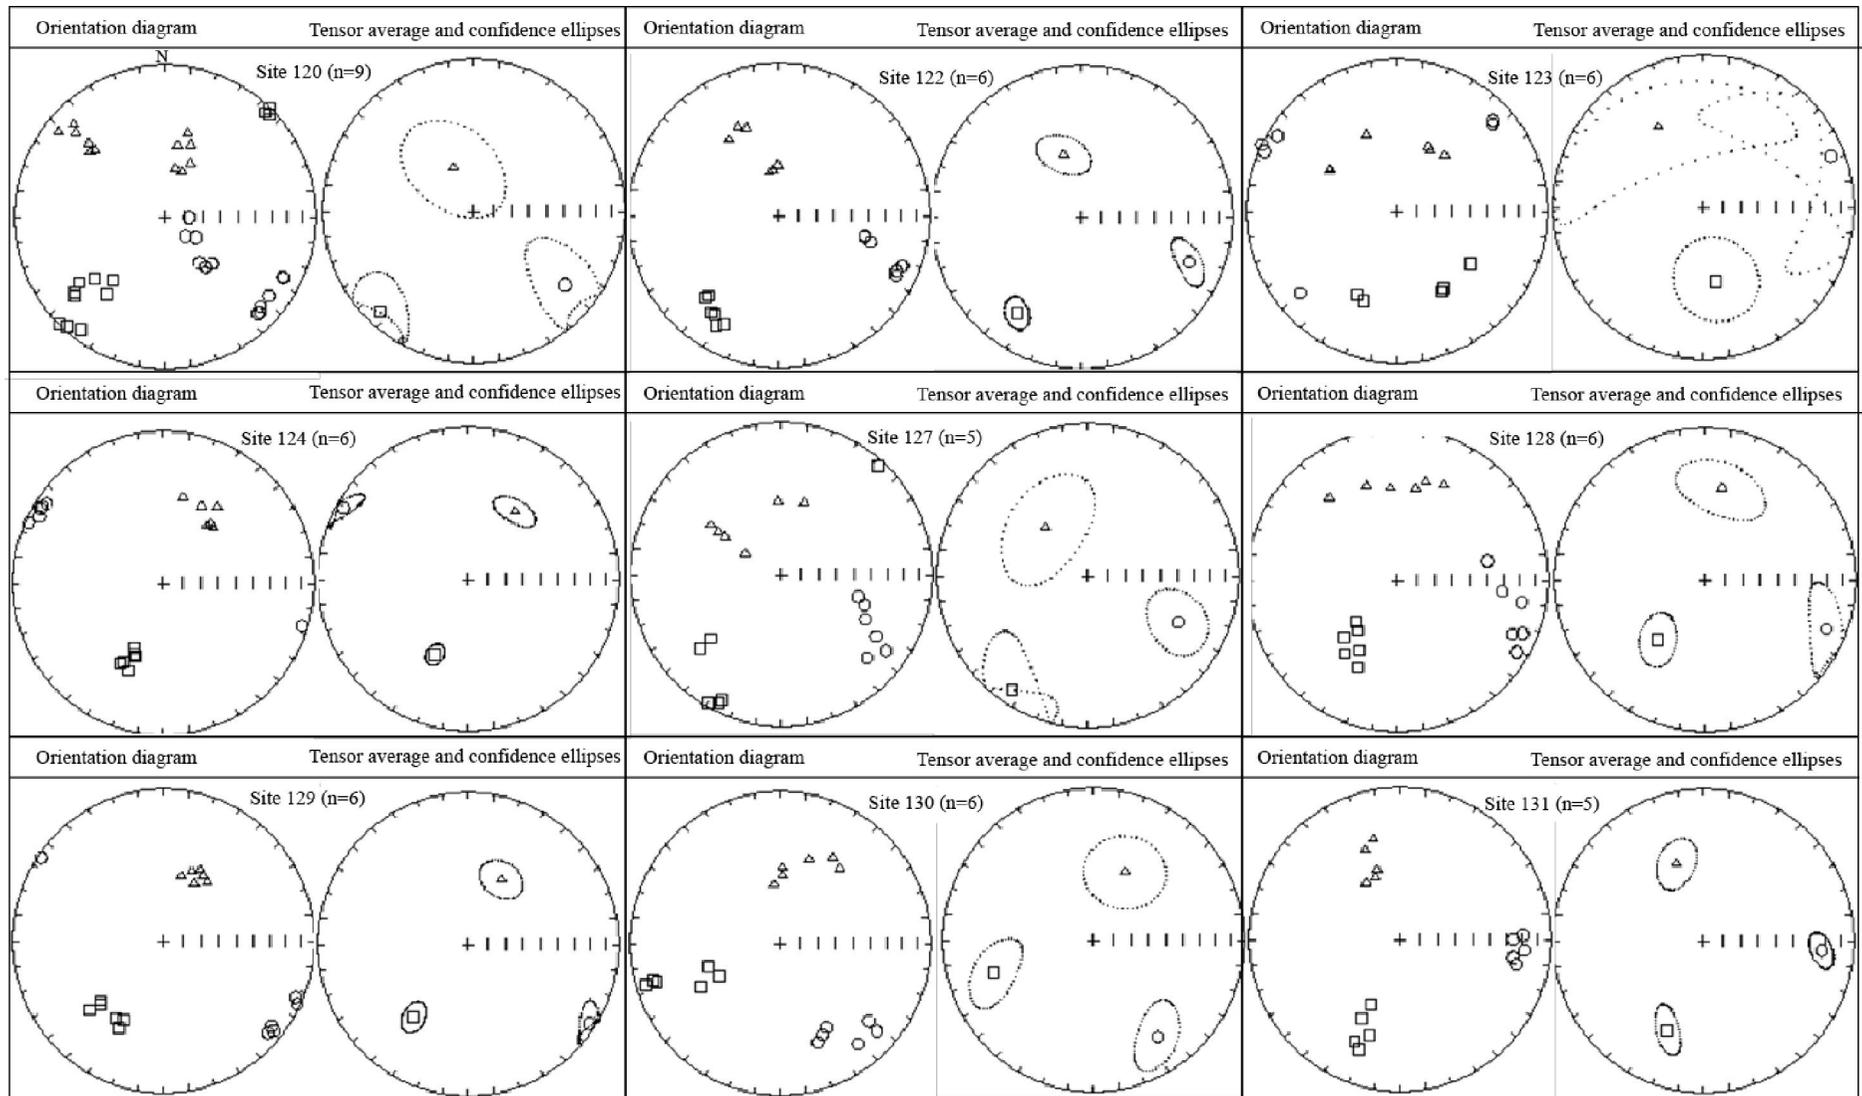 Orientation diagram Tensor average and confidence ellipses Orientation diagram Tensor average and confidence ellipses Orientation diagram Tensor average and confidence ellipses
N
Site 120 (n=9) Site 122 (n=6) Site 123 (n=6)
Orientation diagram Tensor average and confidence ellipses Orientation diagram Tensor average and confidence ellipses Orientation diagram Tensor average and confidence ellipses
Site 124 (n=6) Site 127 (n=5) Site 128 (n=6)
Orientation diagram Tensor average and confidence ellipses Orientation diagram Tensor average and confidence ellipses Orientation diagram Tensor average and confidence ellipses
Site 129 (n=6) Site 130 (n=6) Site 131 (n=5)